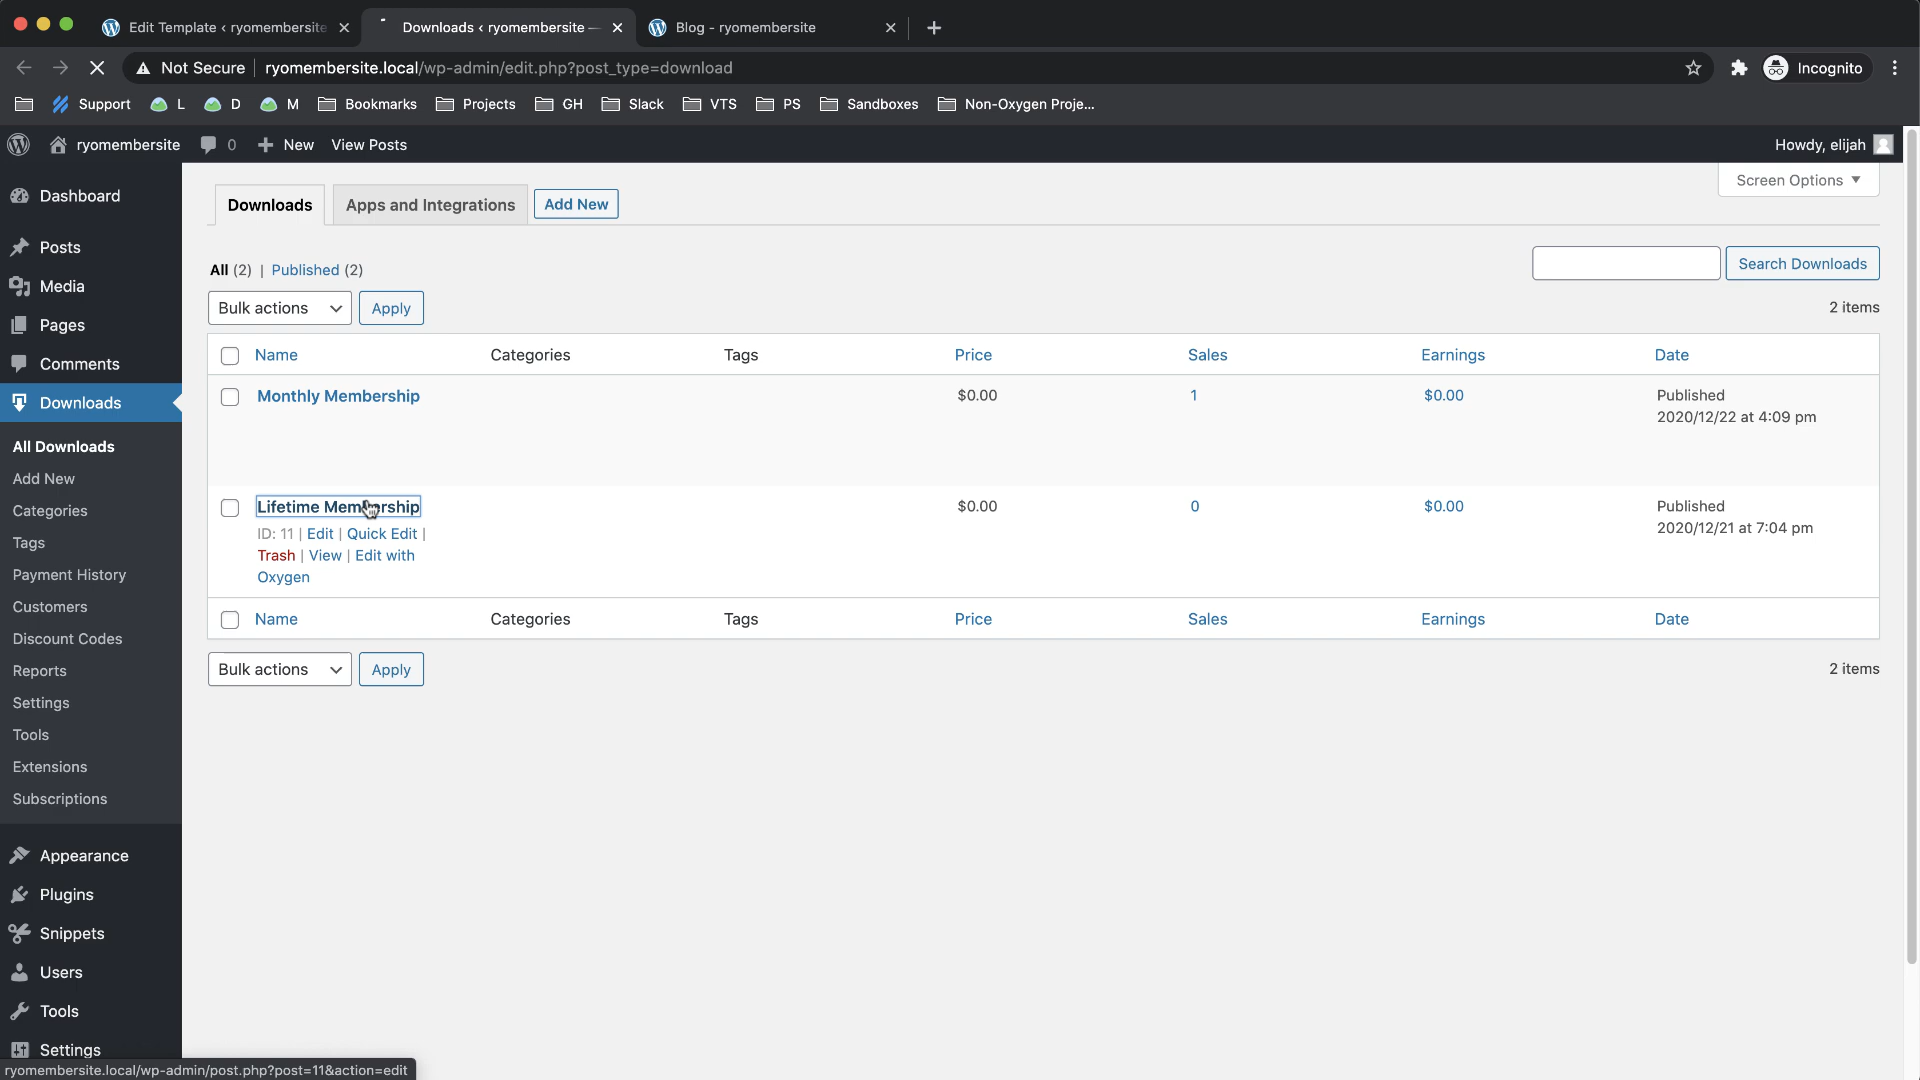 Edit Template ‹ ryomembersite
Downloads ‹ ryomembersite —
Blog - ryomembersite
Not Secure
ryomembersite.local/wp-admin/edit.php?post_type=download
Incognito
Support
L
D
M
Bookmarks
Projects
GH
Slack
VTS
PS
Sandboxes
Non-Oxygen Proje...
ryomembersite
0
New
View Posts
Howdy, elijah
Dashboard
Posts
Media
Pages
Comments
Downloads
All Downloads
Add New
Categories
Tags
Payment History
Customers
Discount Codes
Reports
Settings
Tools
Extensions
Subscriptions
Appearance
Plugins
Snippets
Users
Tools
Settings
Screen Options
Downloads
Apps and Integrations
Add New
All (2) | Published (2)
Search Downloads
Bulk actions
Apply
2 items
Name Categories Tags Price Sales Earnings Date
Monthly Membership $0.00 1 $0.00 Published
2020/12/22 at 4:09 pm
Lifetime Membership $0.00 0 $0.00 Published
2020/12/21 at 7:04 pm
ID: 11 | Edit | Quick Edit |
Trash | View | Edit with
Oxygen
Name Categories Tags Price Sales Earnings Date
Bulk actions
Apply
2 items
ryomembersite.local/wp-admin/post.php?post=11&action=edit